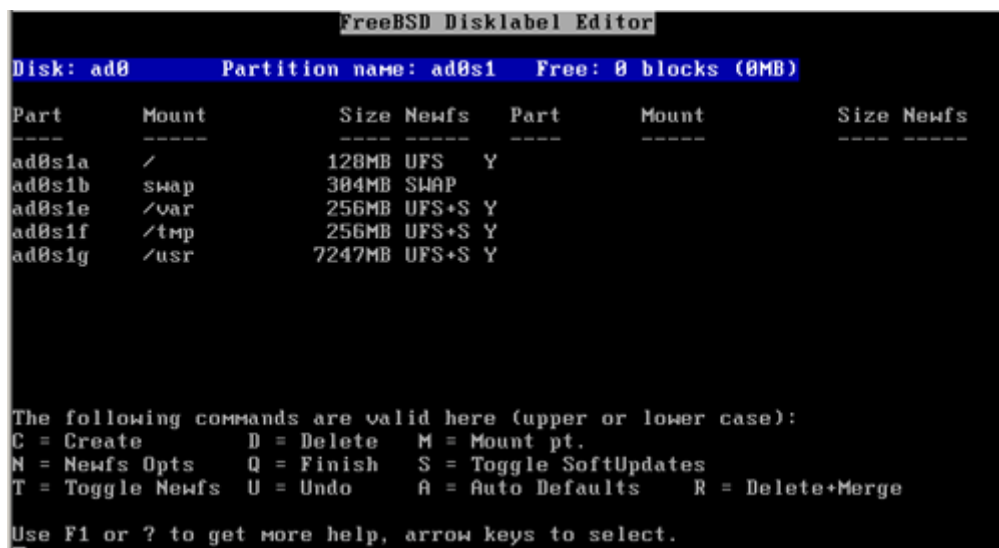 FreeBSD Disklabel Editor
Disk: ad0 Partition name: ad0s1 Free: 0 blocks (0MB)
Part Mount Size Newfs Part Mount Size Newfs
---- ----- ---- ----- ---- ----- ---- -----
ad0s1a / 128MB UFS Y
ad0s1b swap 304MB SWAP
ad0s1e /var 256MB UFS+S Y
ad0s1f /tmp 256MB UFS+S Y
ad0s1g /usr 7247MB UFS+S Y
The following commands are valid here (upper or lower case):
C = Create D = Delete M = Mount pt.
N = Newfs Opts Q = Finish S = Toggle SoftUpdates
T = Toggle Newfs U = Undo A = Auto Defaults R = Delete+Merge
Use F1 or ? to get more help, arrow keys to select.